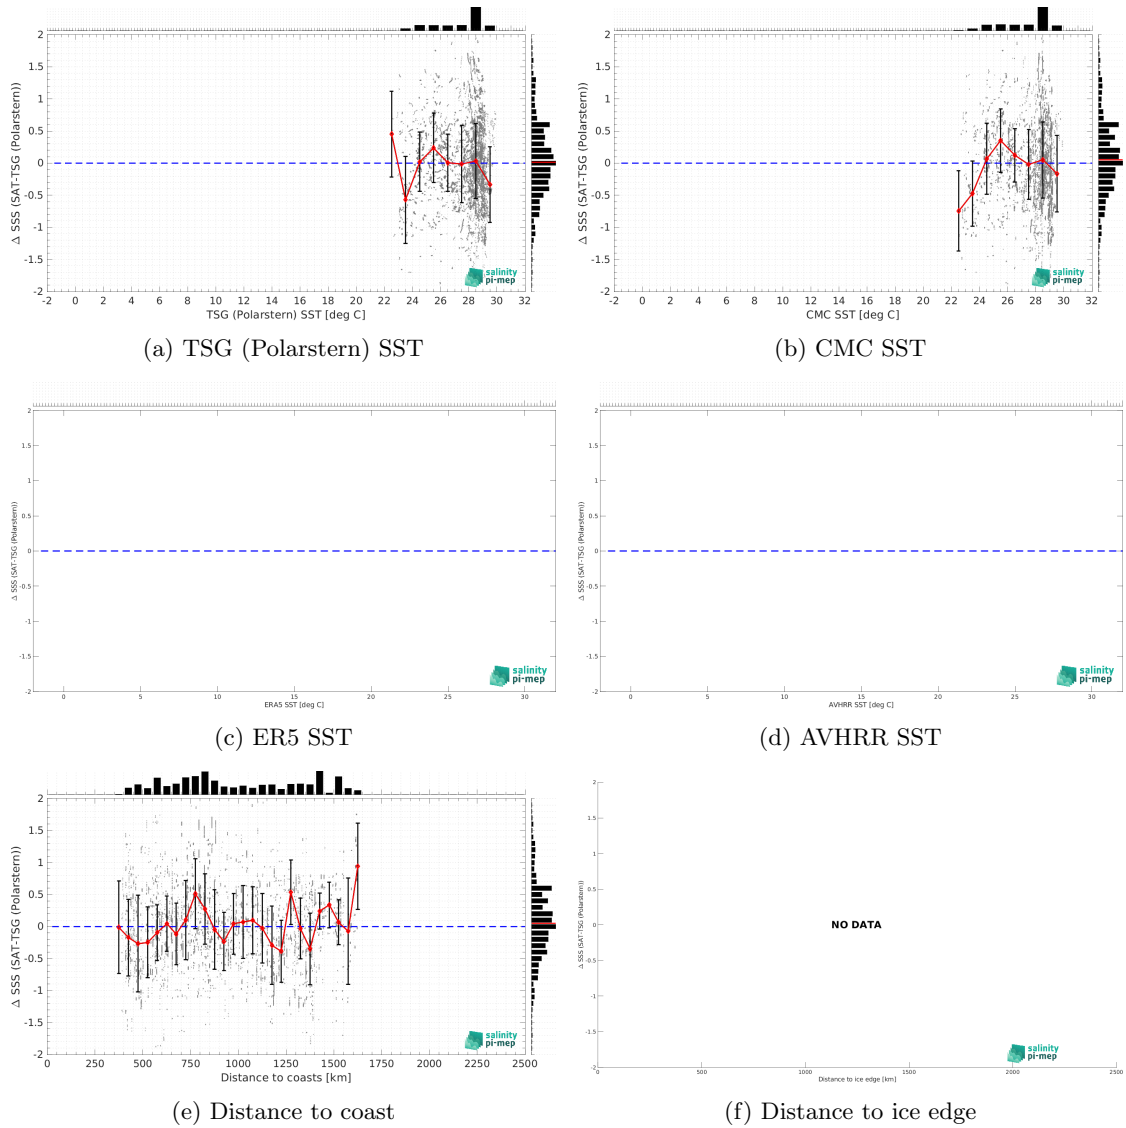 2
1.5
1
0.5
0
-0.5
-1
-1.5
-2
Δ SSS (SAT-TSG (Polarstern))
-2 0 2 4 6 8 10 12 14 16 18 20 22 24 26 28 30 32
TSG (Polarstern) SST [deg C]
salinity
pi-mep
(a) TSG (Polarstern) SST
2
1.5
1
0.5
0
-0.5
-1
-1.5
-2
Δ SSS (SAT-TSG (Polarstern))
-2 0 2 4 6 8 10 12 14 16 18 20 22 24 26 28 30 32
CMC SST [deg C]
salinity
pi-mep
(b) CMC SST
2
1.5
1
0.5
0
-0.5
-1
-1.5
-2
Δ SSS (SAT-TSG (Polarstern))
0 5 10 15 20 25 30
ERA5 SST [deg C]
salinity
pi-mep
(c) ER5 SST
2
1.5
1
0.5
0
-0.5
-1
-1.5
-2
Δ SSS (SAT-TSG (Polarstern))
0 5 10 15 20 25 30
AVHRR SST [deg C]
salinity
pi-mep
(d) AVHRR SST
2
1.5
1
0.5
0
-0.5
-1
-1.5
-2
Δ SSS (SAT-TSG (Polarstern))
0 250 500 750 1000 1250 1500 1750 2000 2250 2500
Distance to coasts [km]
salinity
pi-mep
(e) Distance to coast
2
1.5
1
0.5
0
-0.5
-1
-1.5
-2
Δ SSS (SAT-TSG (Polarstern))
NO DATA
0 500 1000 1500 2000 2500
Distance to ice edge [km]
salinity
pi-mep
(f) Distance to ice edge